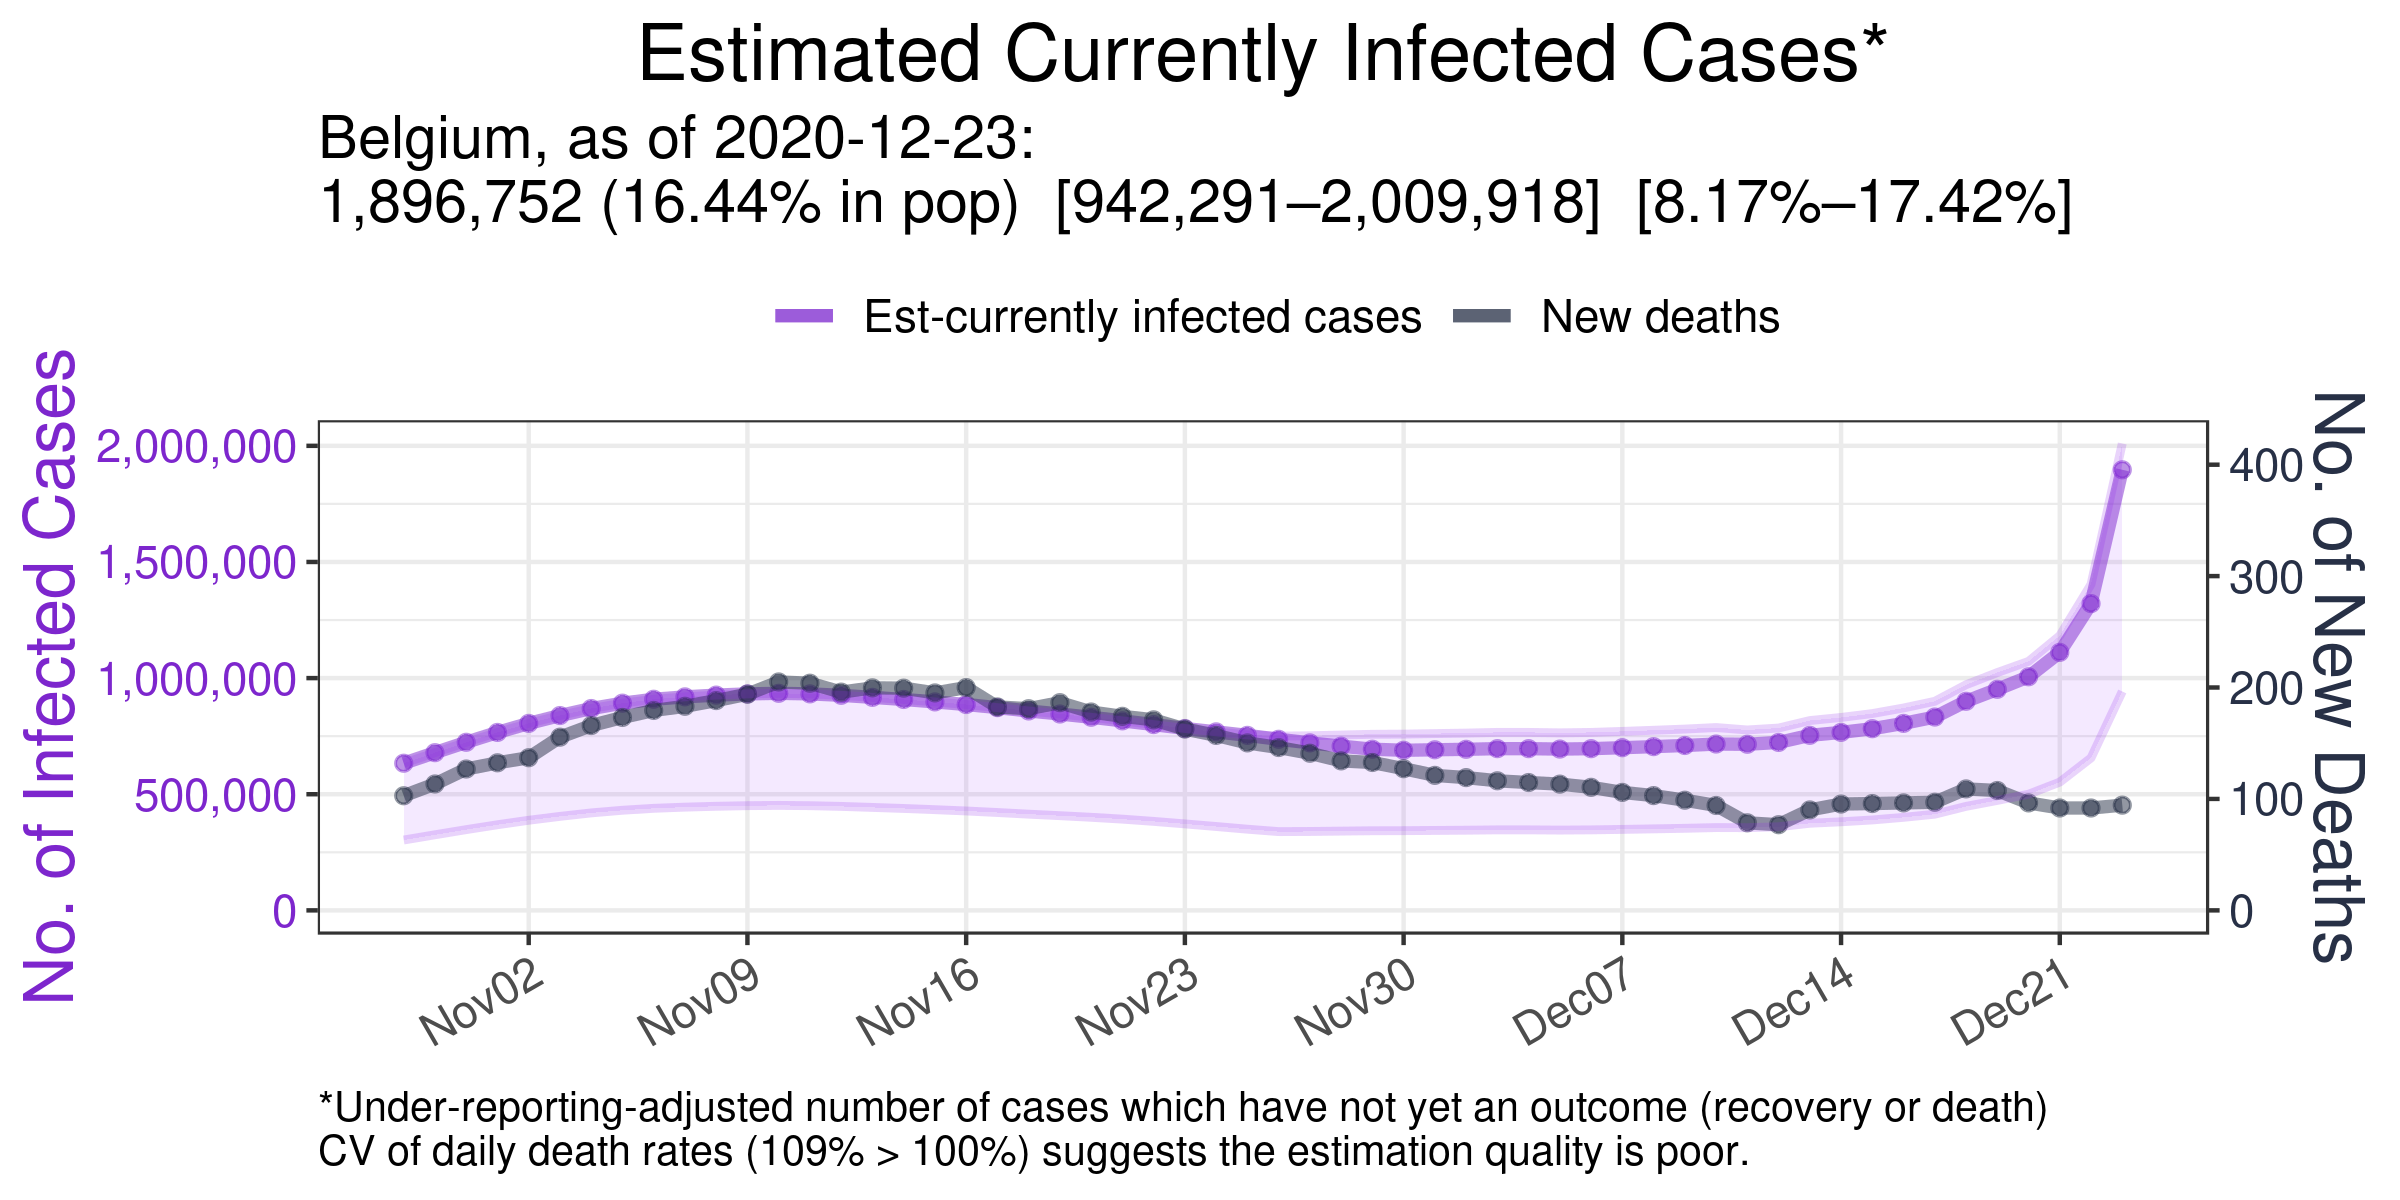 Estimated Currently Infected Cases*
Belgium, as of 2020-12-23:
1,896,752 (16.44% in pop)  [942,291–2,009,918]  [8.17%–17.42%]
Est-currently infected cases
New deaths
No. of Infected Cases
2,000,000
1,500,000
1,000,000
500,000
0
No. of New Deaths
400
300
200
100
0
Nov02
Nov09
Nov16
Nov23
Nov30
Dec07
Dec14
Dec21
*Under-reporting-adjusted number of cases which have not yet an outcome (recovery or death)
CV of daily death rates (109% > 100%) suggests the estimation quality is poor.